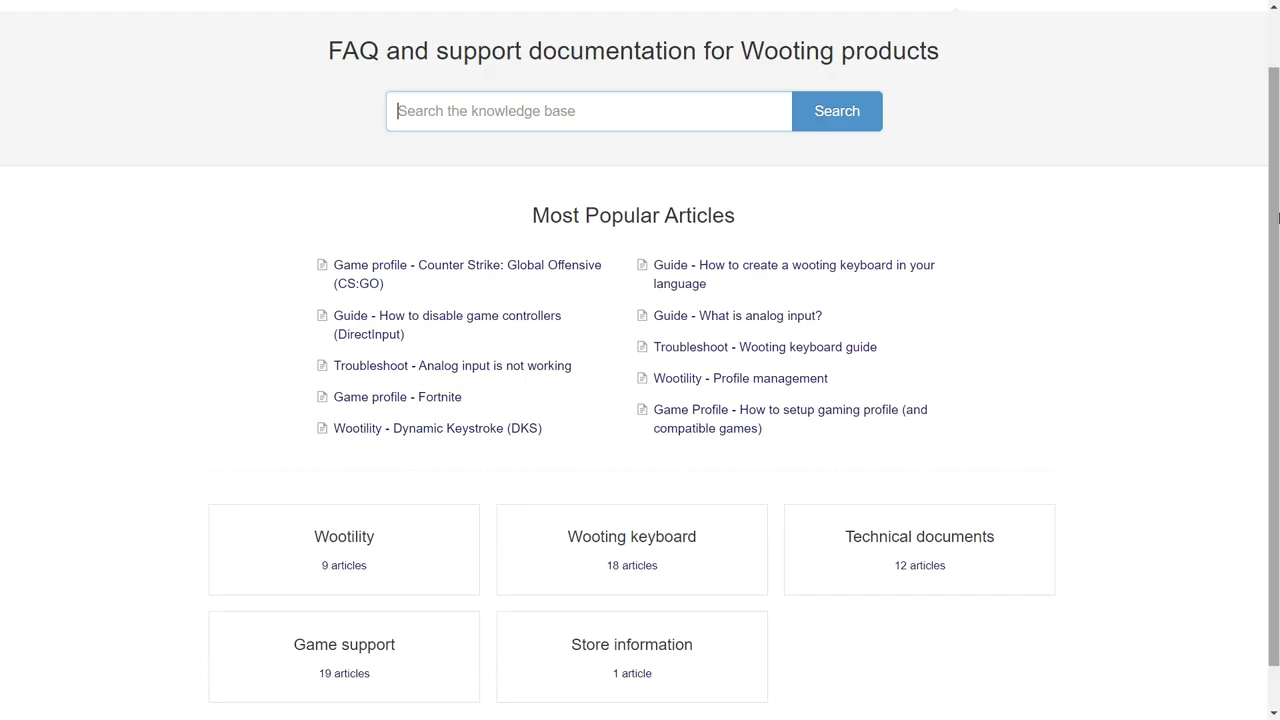 FAQ and support documentation for Wooting products
Search the knowledge base
Search
Most Popular Articles
Game profile - Counter Strike: Global Offensive
(CS:GO)
Guide - How to disable game controllers
(DirectInput)
Troubleshoot - Analog input is not working
Game profile - Fortnite
Wootility - Dynamic Keystroke (DKS)
Guide - How to create a wooting keyboard in your
language
Guide - What is analog input?
Troubleshoot - Wooting keyboard guide
Wootility - Profile management
Game Profile - How to setup gaming profile (and
compatible games)
Wootility
9 articles
Wooting keyboard
18 articles
Technical documents
12 articles
Game support
19 articles
Store information
1 article